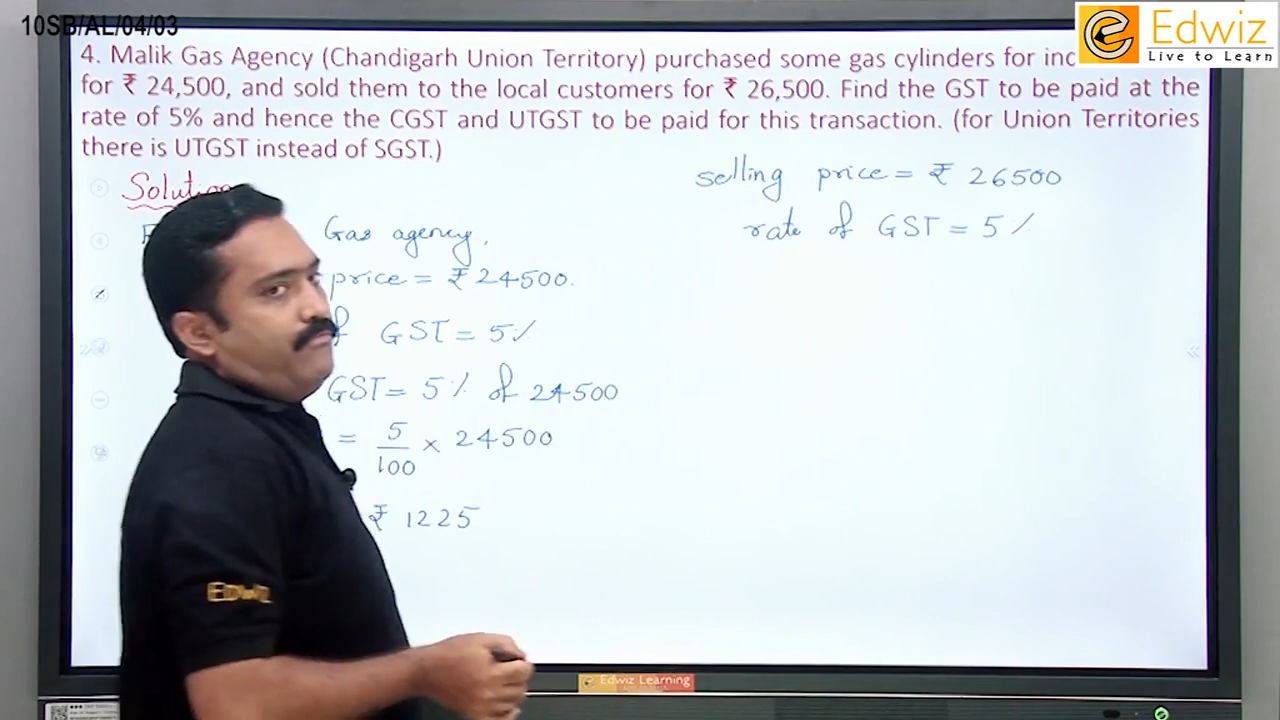 10SB/AL/04/03
Edwiz
Live to Learn
4. Malik Gas Agency (Chandigarh Union Territory) purchased some gas cylinders for
for ₹ 24,500, and sold them to the local customers for ₹ 26,500. Find the GST to be paid at the
rate of 5% and hence the CGST and UTGST to be paid for this transaction. (for Union Territories
there is UTGST instead of SGST.)
Solution
Gas agency,
price = ₹ 24500.
of GST = 5%
GST = 5% of 24500
= 5/100 × 24500
₹ 1225
selling price = ₹ 26500
rate of GST = 5%
EDWIZ
Edwiz Learning